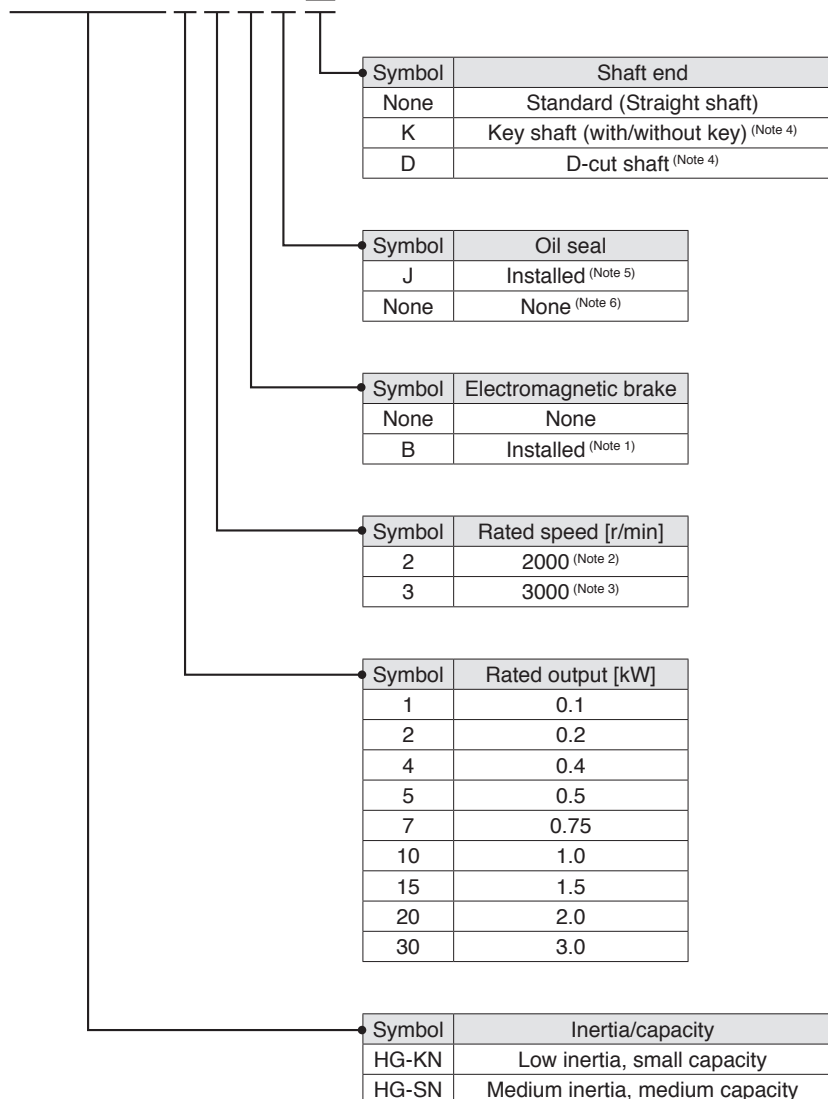 Symbol Shaft end
None Standard (Straight shaft)
K Key shaft (with/without key) (Note 4)
D D-cut shaft (Note 4)
Symbol Oil seal
J Installed (Note 5)
None None (Note 6)
Symbol Electromagnetic brake
None None
B Installed (Note 1)
Symbol Rated speed [r/min]
2 2000 (Note 2)
3 3000 (Note 3)
Symbol Rated output [kW]
1 0.1
2 0.2
4 0.4
5 0.5
7 0.75
10 1.0
15 1.5
20 2.0
30 3.0
Symbol Inertia/capacity
HG-KN Low inertia, small capacity
HG-SN Medium inertia, medium capacity